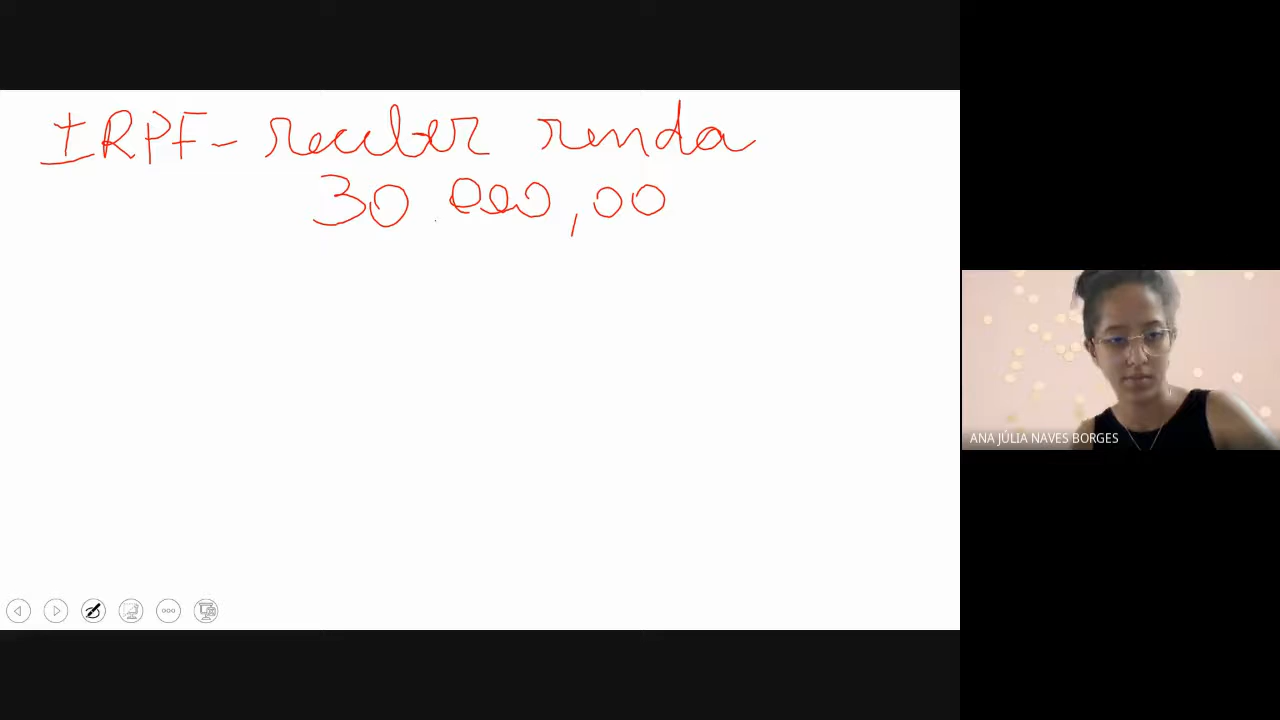 IRPF - receber renda
30.000,00
ANA JÚLIA NAVES BORGES